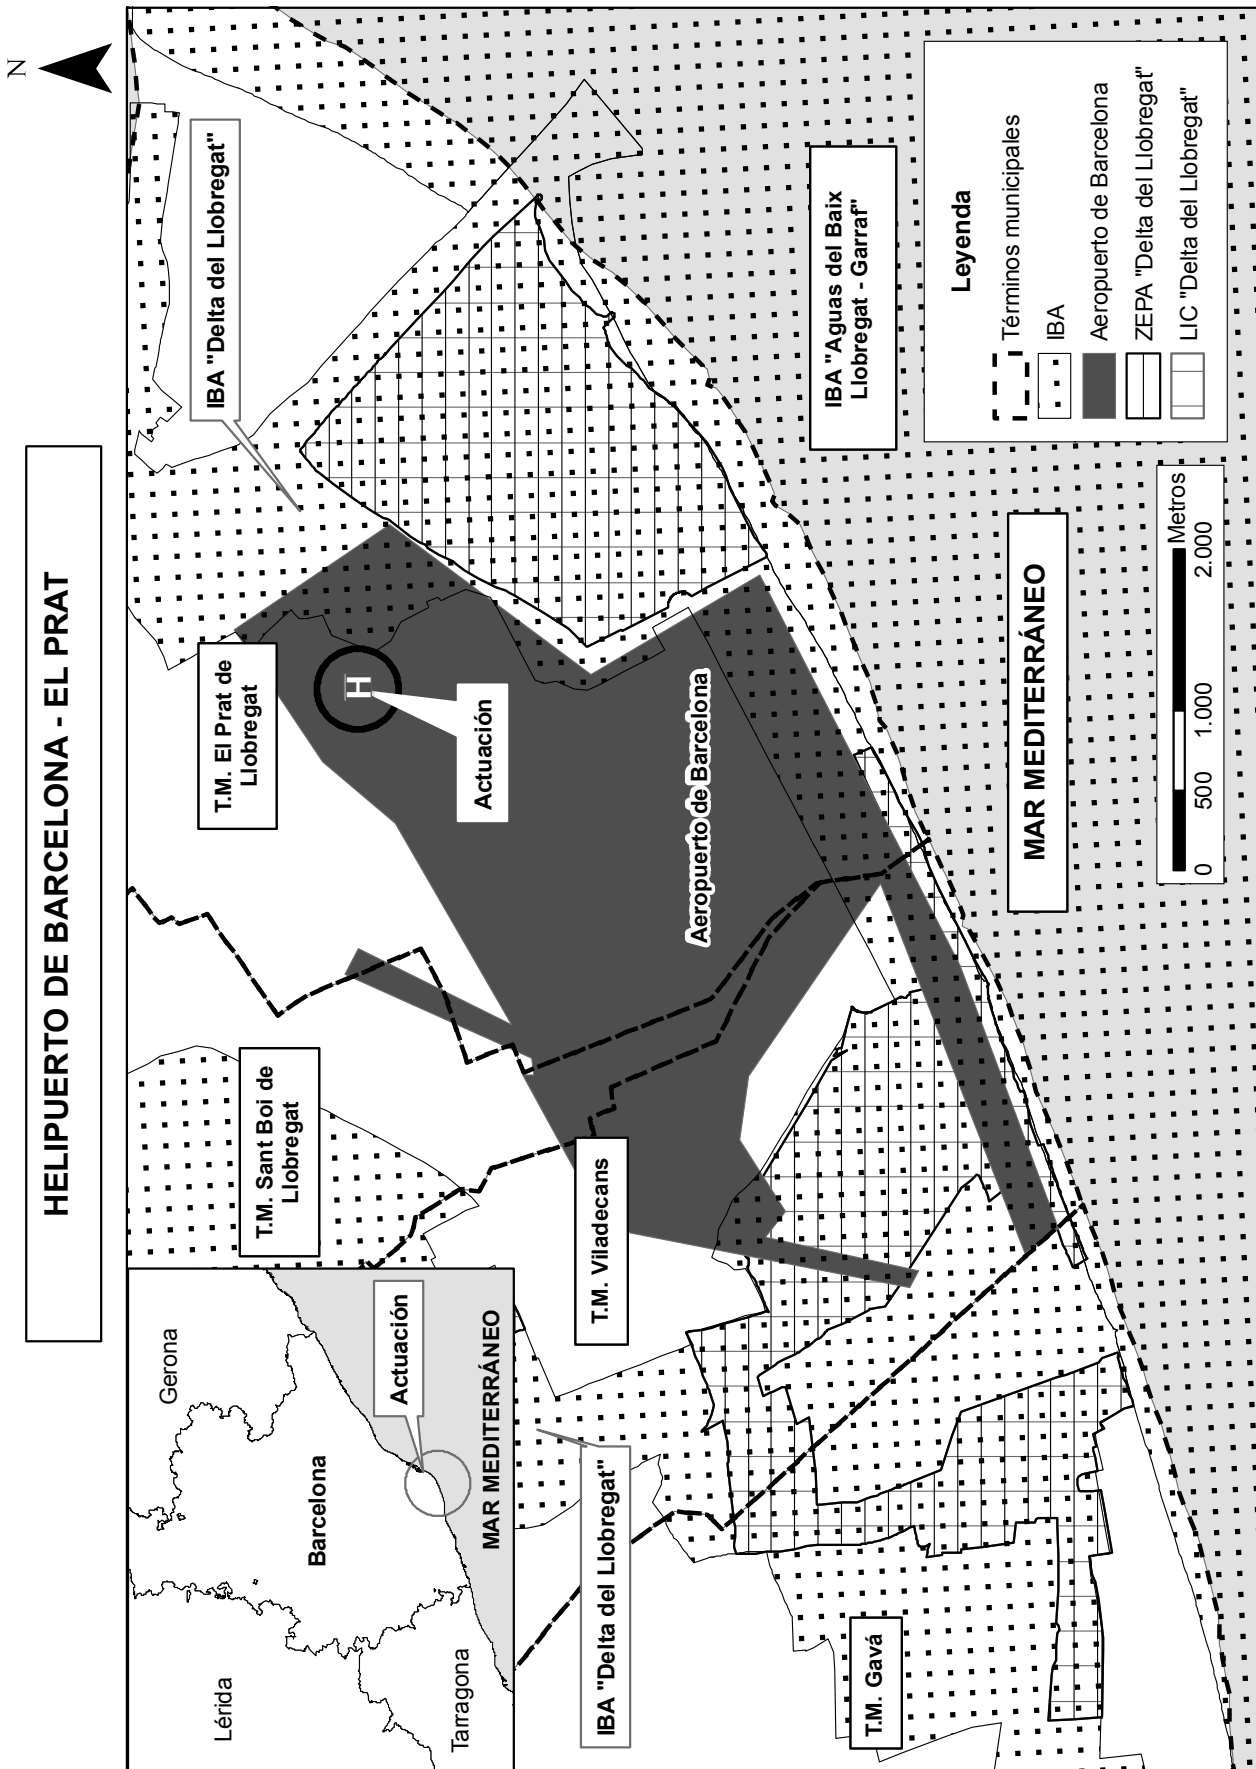 HELIPUERTO DE BARCELONA - EL PRAT
N
Gerona
Lérida
Barcelona
Tarragona
Actuación
MAR MEDITERRÁNEO
T.M. Sant Boi de
Llobregat
T.M. El Prat de
Llobregat
IBA "Delta del Llobregat"
H
Actuación
T.M. Viladecans
IBA "Delta del Llobregat"
Aeropuerto de Barcelona
T.M. Gavá
IBA "Aguas del Baix
Llobregat - Garraf"
MAR MEDITERRÁNEO
Leyenda
Términos municipales
IBA
Aeropuerto de Barcelona
ZEPA "Delta del Llobregat"
LIC "Delta del Llobregat"
Metros
0 500 1.000 2.000